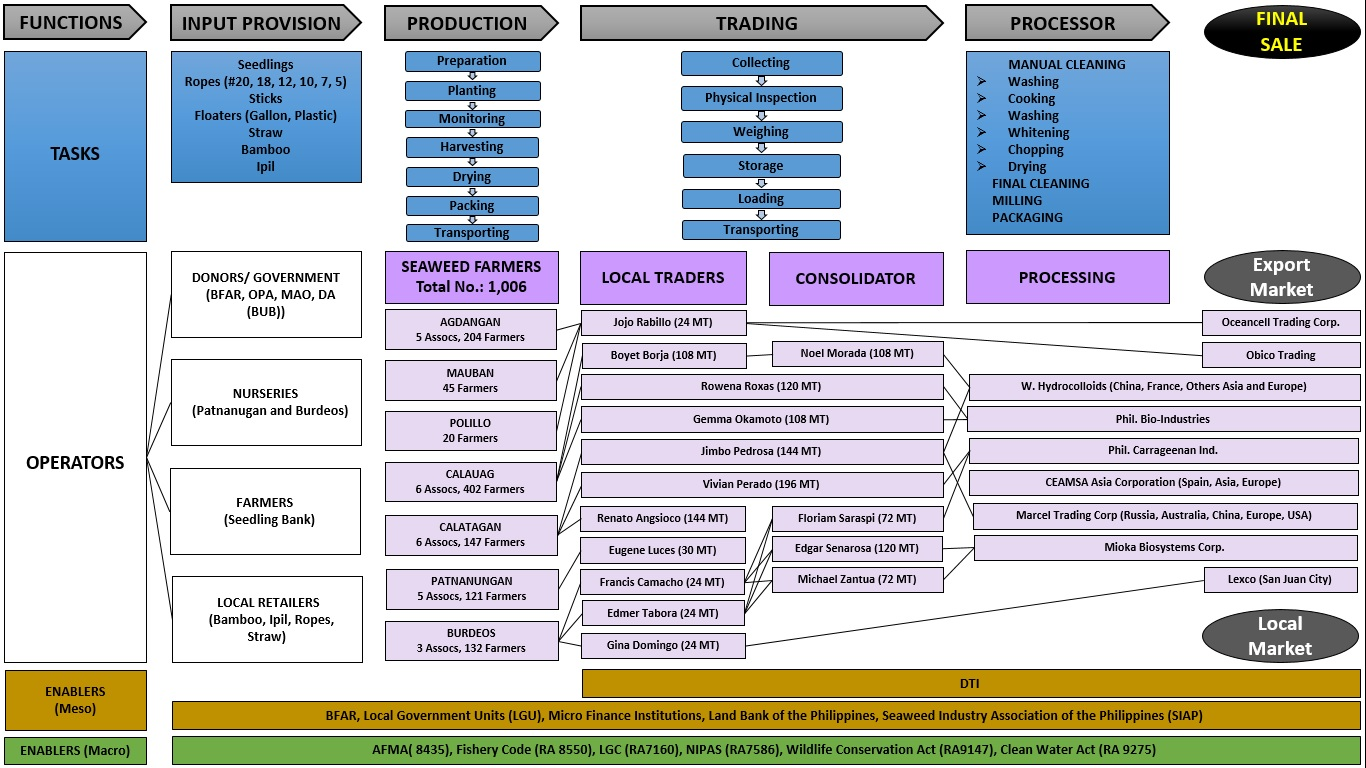 FUNCTIONS
INPUT PROVISION
PRODUCTION
TRADING
PROCESSOR
FINAL
SALE
TASKS
Seedlings
Ropes (#20, 18, 12, 10, 7, 5)
Sticks
Floaters (Gallon, Plastic)
Straw
Bamboo
Ipil
Preparation
Planting
Monitoring
Harvesting
Drying
Packing
Transporting
Collecting
Physical Inspection
Weighing
Storage
Loading
Transporting
MANUAL CLEANING
Washing
Cooking
Washing
Whitening
Chopping
Drying
FINAL CLEANING
MILLING
PACKAGING
OPERATORS
DONORS/ GOVERNMENT
(BFAR, OPA, MAO, DA
(BUB))
NURSERIES
(Patnanugan and Burdeos)
FARMERS
(Seedling Bank)
LOCAL RETAILERS
(Bamboo, Ipil, Ropes,
Straw)
SEAWEED FARMERS
Total No.: 1,006
AGDANGAN
5 Assocs, 204 Farmers
MAUBAN
45 Farmers
POLILLO
20 Farmers
CALAUAG
6 Assocs, 402 Farmers
CALATAGAN
6 Assocs, 147 Farmers
PATNANUNGAN
5 Assocs, 121 Farmers
BURDEOS
3 Assocs, 132 Farmers
LOCAL TRADERS
CONSOLIDATOR
Jojo Rabillo (24 MT)
Boyet Borja (108 MT)
Noel Morada (108 MT)
Rowena Roxas (120 MT)
Gemma Okamoto (108 MT)
Jimbo Pedrosa (144 MT)
Vivian Perado (196 MT)
Renato Angsioco (144 MT)
Floriam Saraspi (72 MT)
Eugene Luces (30 MT)
Edgar Senarosa (120 MT)
Francis Camacho (24 MT)
Michael Zantua (72 MT)
Edmer Tabora (24 MT)
Gina Domingo (24 MT)
PROCESSING
Export
Market
Oceancell Trading Corp.
Obico Trading
W. Hydrocolloids (China, France, Others Asia and Europe)
Phil. Bio-Industries
Phil. Carrageenan Ind.
CEAMSA Asia Corporation (Spain, Asia, Europe)
Marcel Trading Corp (Russia, Australia, China, Europe, USA)
Mioka Biosystems Corp.
Lexco (San Juan City)
Local
Market
ENABLERS
(Meso)
DTI
BFAR, Local Government Units (LGU), Micro Finance Institutions, Land Bank of the Philippines, Seaweed Industry Association of the Philippines (SIAP)
ENABLERS (Macro)
AFMA( 8435), Fishery Code (RA 8550), LGC (RA7160), NIPAS (RA7586), Wildlife Conservation Act (RA9147), Clean Water Act (RA 9275)